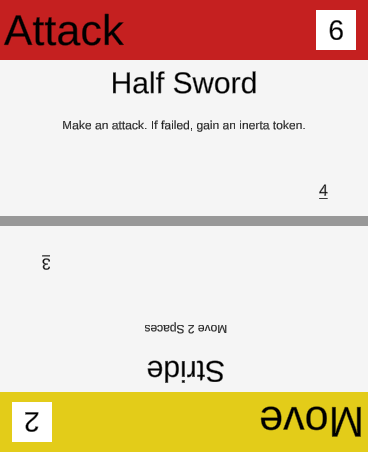 Attack 6
Half Sword
Make an attack. If failed, gain an inerta token.
4
Move 2
Stride
Move 2 Spaces
3